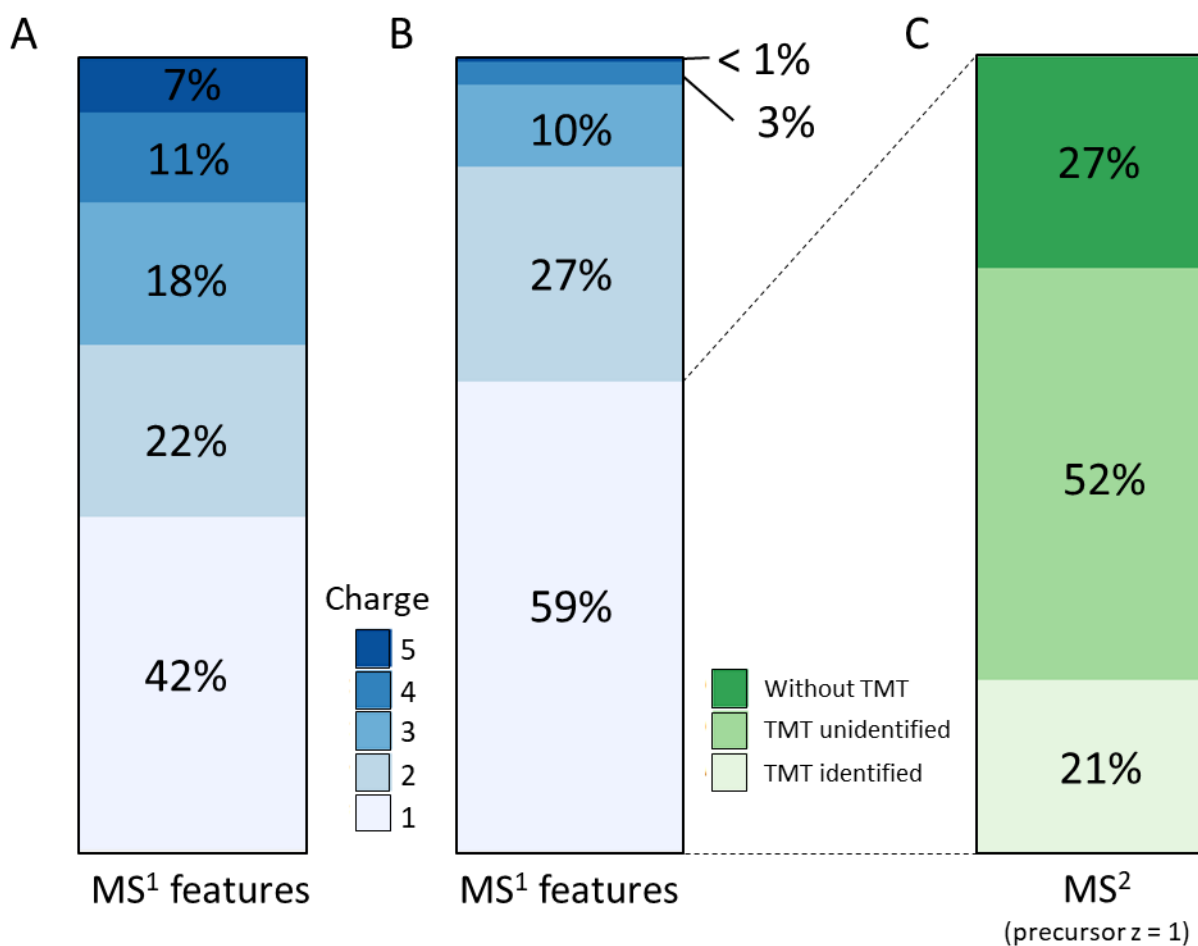 A
7%
11%
18%
22%
42%
MS¹ features
Charge
5
4
3
2
1
B
< 1%
3%
10%
27%
59%
MS¹ features
Without TMT
TMT unidentified
TMT identified
C
27%
52%
21%
MS²
(precursor z = 1)